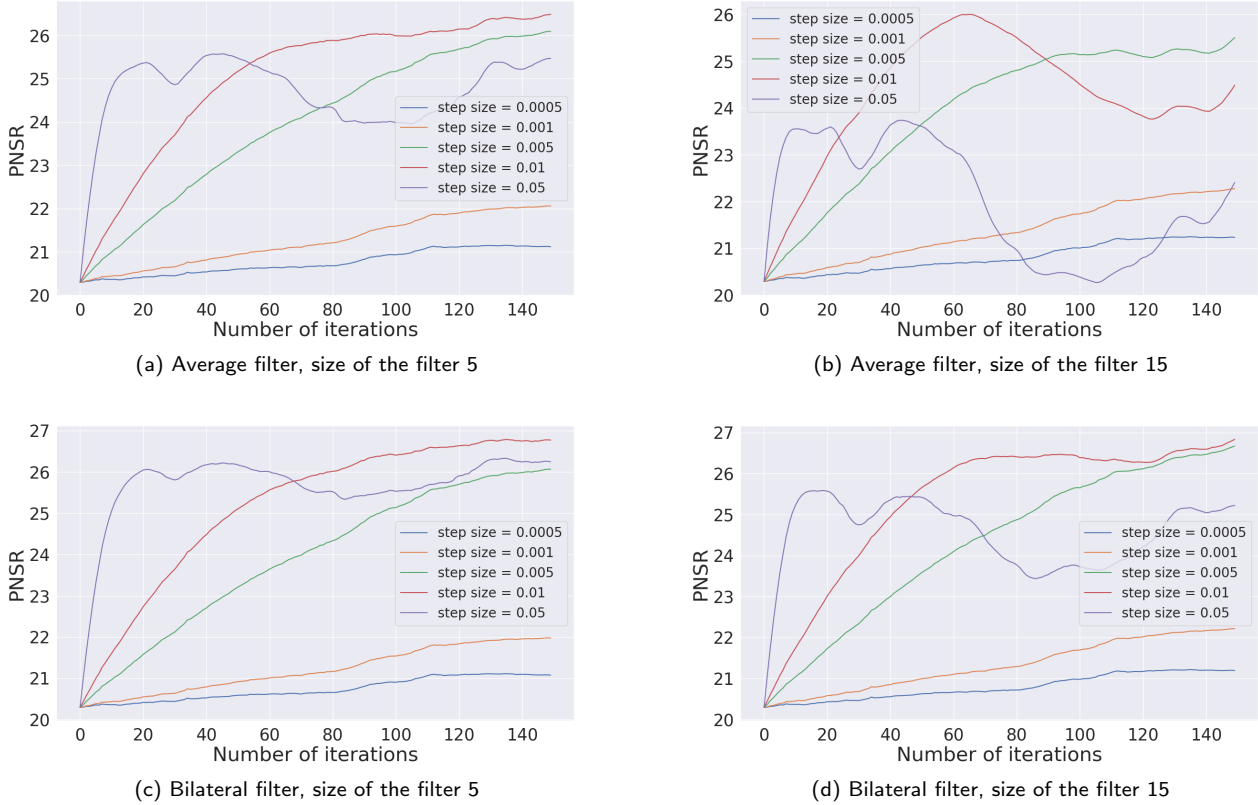 26
25
24
23
22
21
20
PNSR
step size = 0.0005
step size = 0.001
step size = 0.005
step size = 0.01
step size = 0.05
0 20 40 60 80 100 120 140
Number of iterations
(a) Average filter, size of the filter 5
26
25
24
23
22
21
20
PNSR
step size = 0.0005
step size = 0.001
step size = 0.005
step size = 0.01
step size = 0.05
0 20 40 60 80 100 120 140
Number of iterations
(b) Average filter, size of the filter 15
27
26
25
24
23
22
21
20
PNSR
step size = 0.0005
step size = 0.001
step size = 0.005
step size = 0.01
step size = 0.05
0 20 40 60 80 100 120 140
Number of iterations
(c) Bilateral filter, size of the filter 5
27
26
25
24
23
22
21
20
PNSR
step size = 0.0005
step size = 0.001
step size = 0.005
step size = 0.01
step size = 0.05
0 20 40 60 80 100 120 140
Number of iterations
(d) Bilateral filter, size of the filter 15